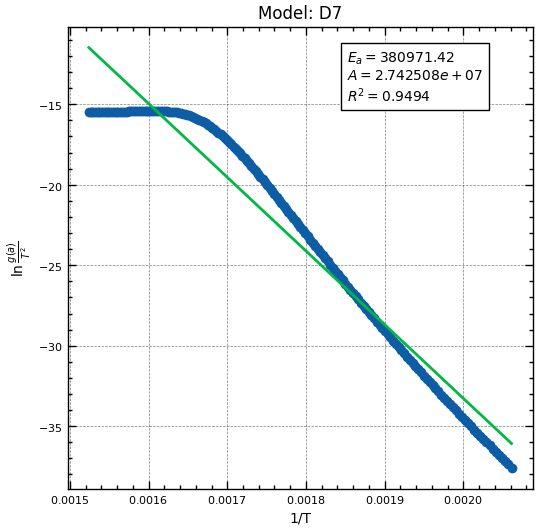 Model: D7
E_a = 380971.42
A = 2.742508e + 07
R² = 0.9494
−15
−20
−25
−30
−35
ln g(a)/T²
0.0015 0.0016 0.0017 0.0018 0.0019 0.0020
1/T